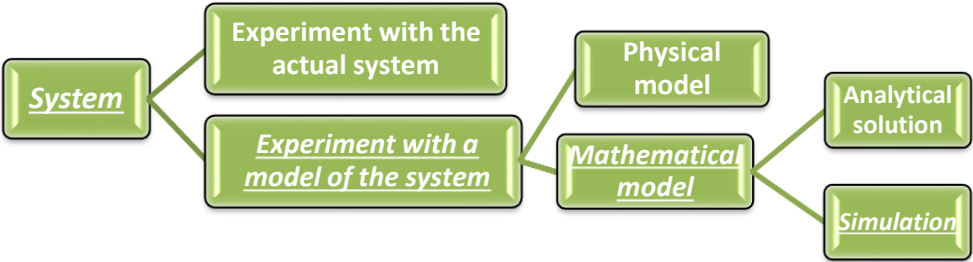 System
Experiment with the
actual system
Experiment with a
model of the system
Physical
model
Mathematical
model
Analytical
solution
Simulation